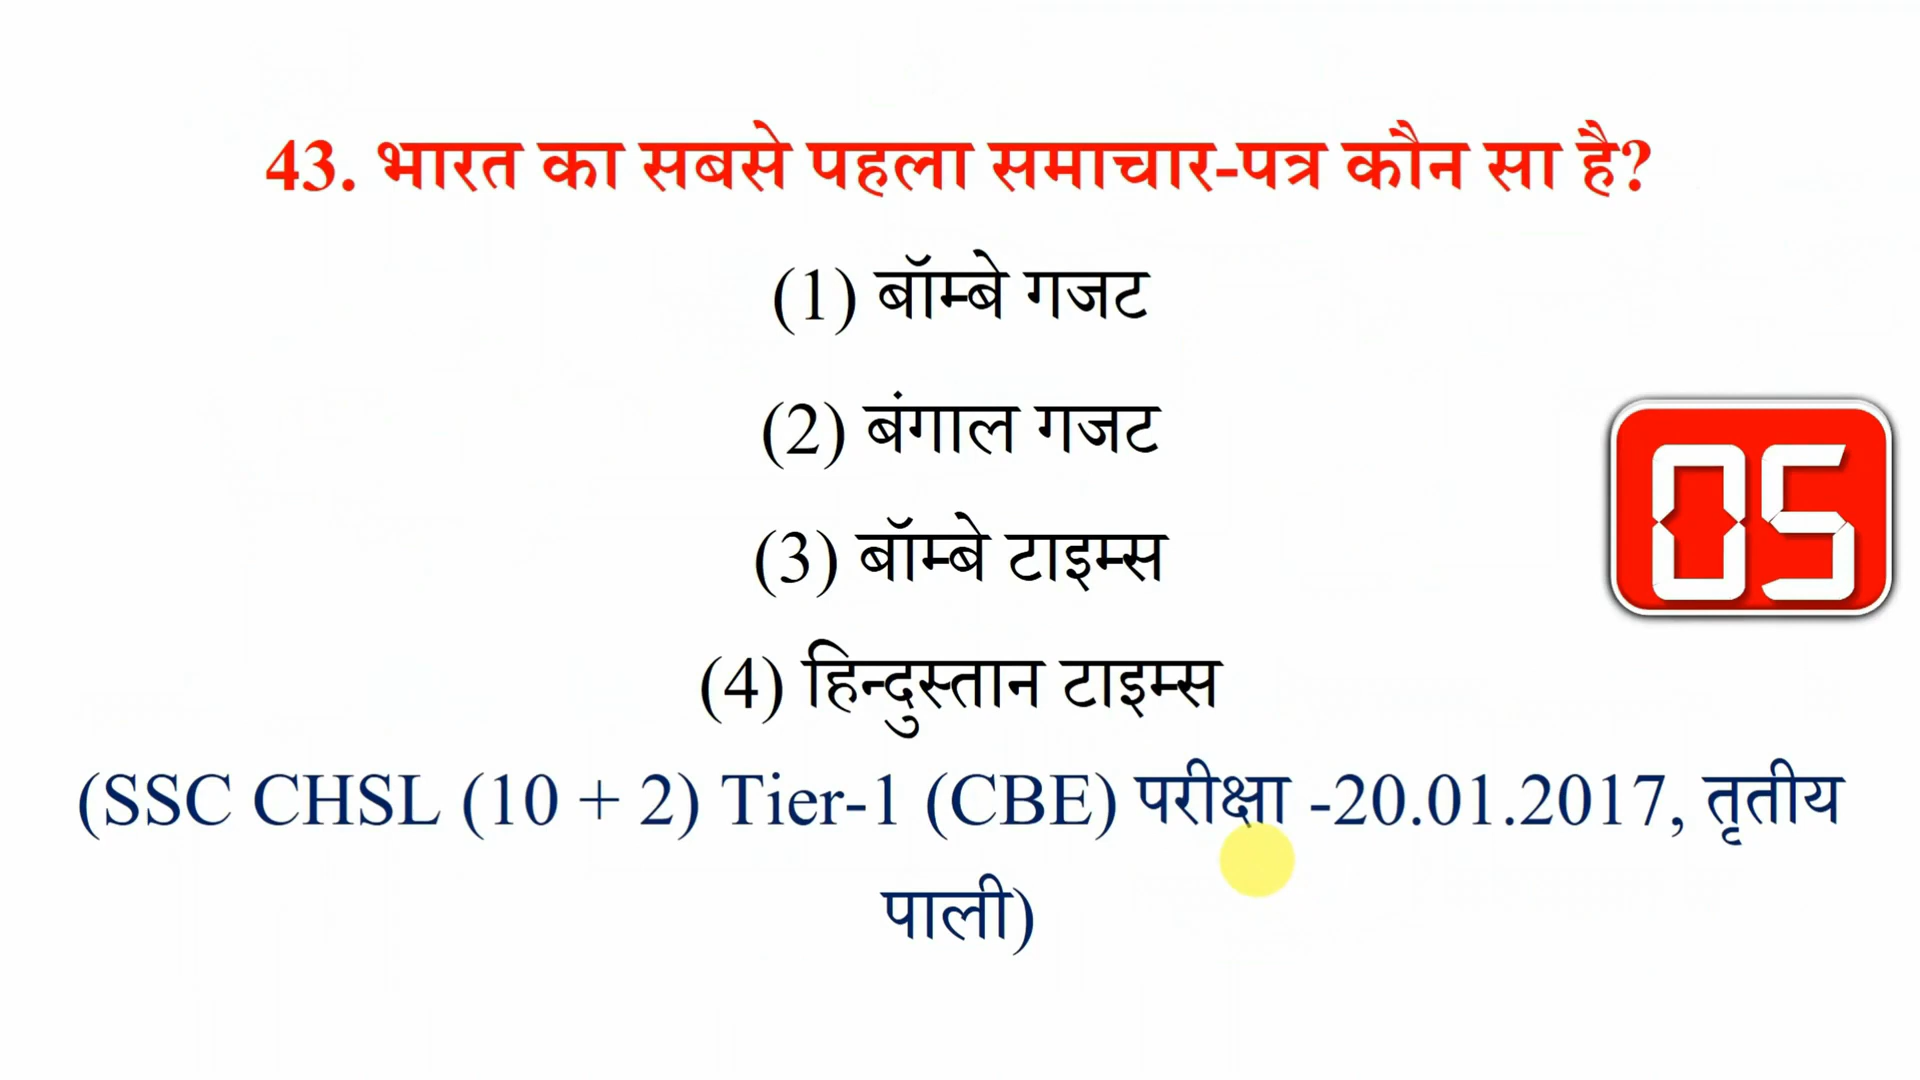 43. भारत का सबसे पहला समाचार-पत्र कौन सा है?
(1) बॉम्बे गजट
(2) बंगाल गजट
(3) बॉम्बे टाइम्स
(4) हिन्दुस्तान टाइम्स
05
(SSC CHSL (10 + 2) Tier-1 (CBE) परीक्षा -20.01.2017, तृतीय
पाली)